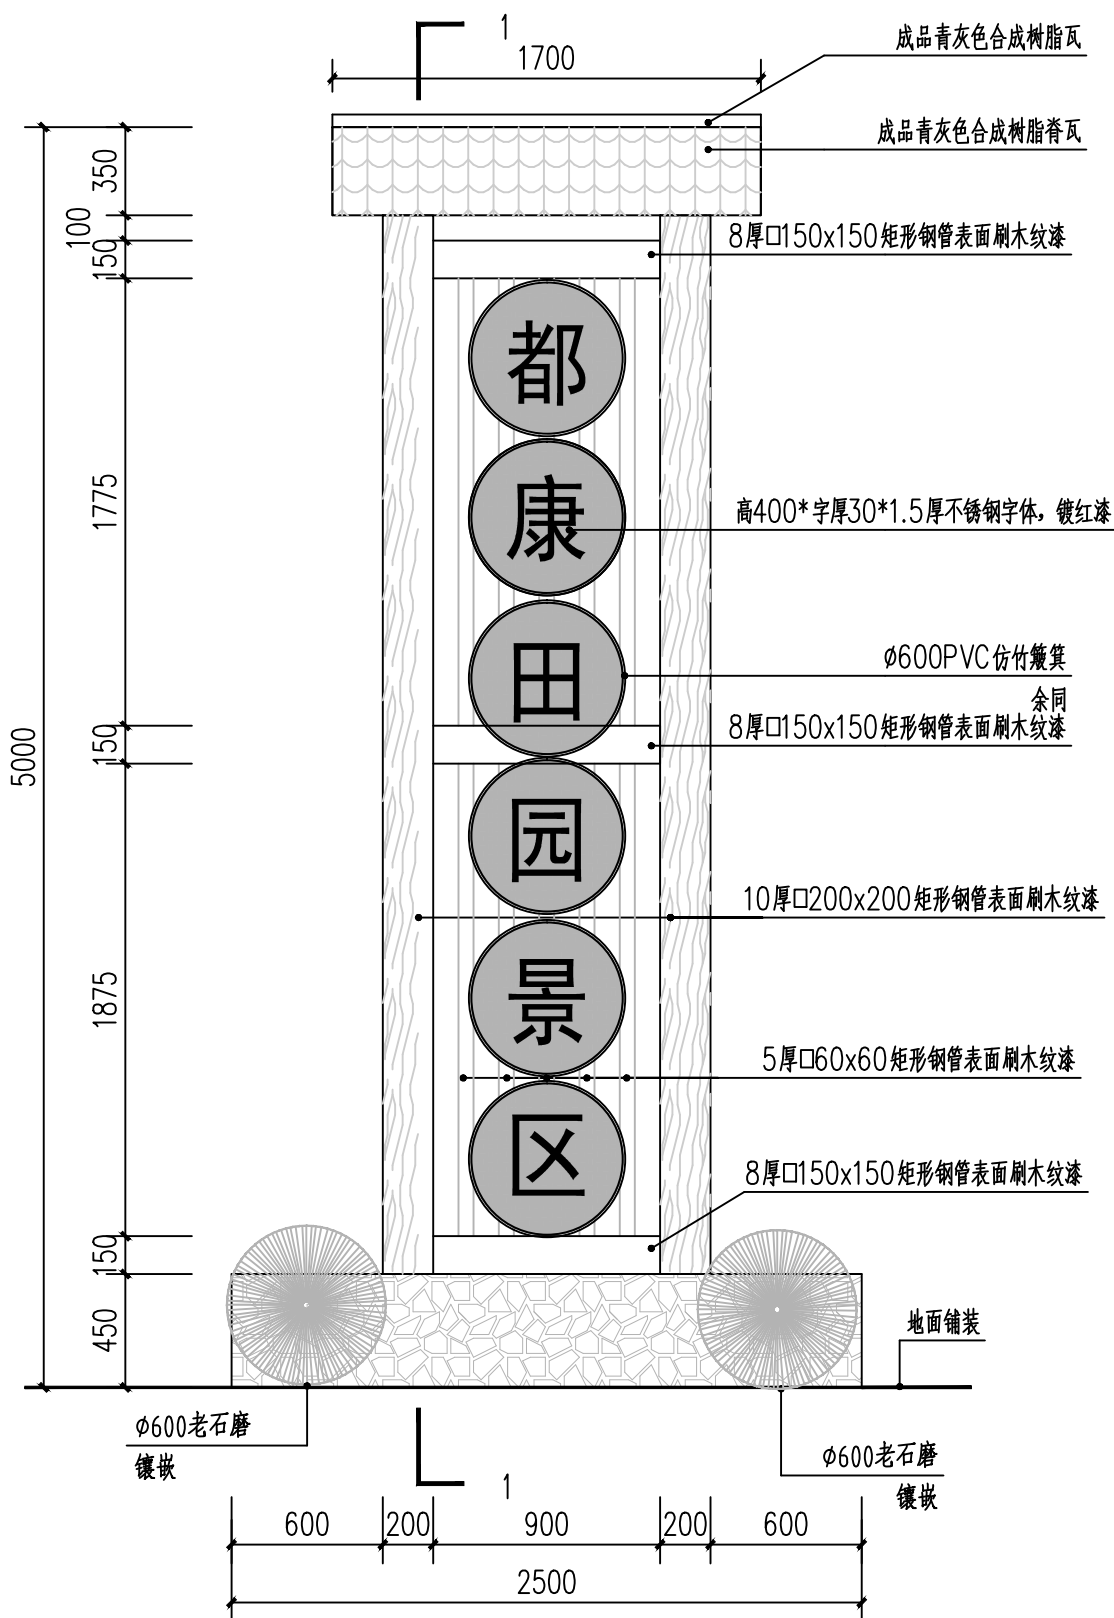 1
1700
成品青灰色合成树脂瓦
成品青灰色合成树脂脊瓦
350
100
150
8厚口150x150矩形钢管表面刷木纹漆
都
康
田
园
景
区
1775
高400*字厚30*1.5厚不锈钢字体，镀红漆
Ø600PVC仿竹簸箕
余同
8厚口150x150矩形钢管表面刷木纹漆
150
5000
10厚口200x200矩形钢管表面刷木纹漆
1875
5厚口60x60矩形钢管表面刷木纹漆
8厚口150x150矩形钢管表面刷木纹漆
150
450
地面铺装
Ø600老石磨
镶嵌
Ø600老石磨
镶嵌
1
600
200
900
200
600
2500